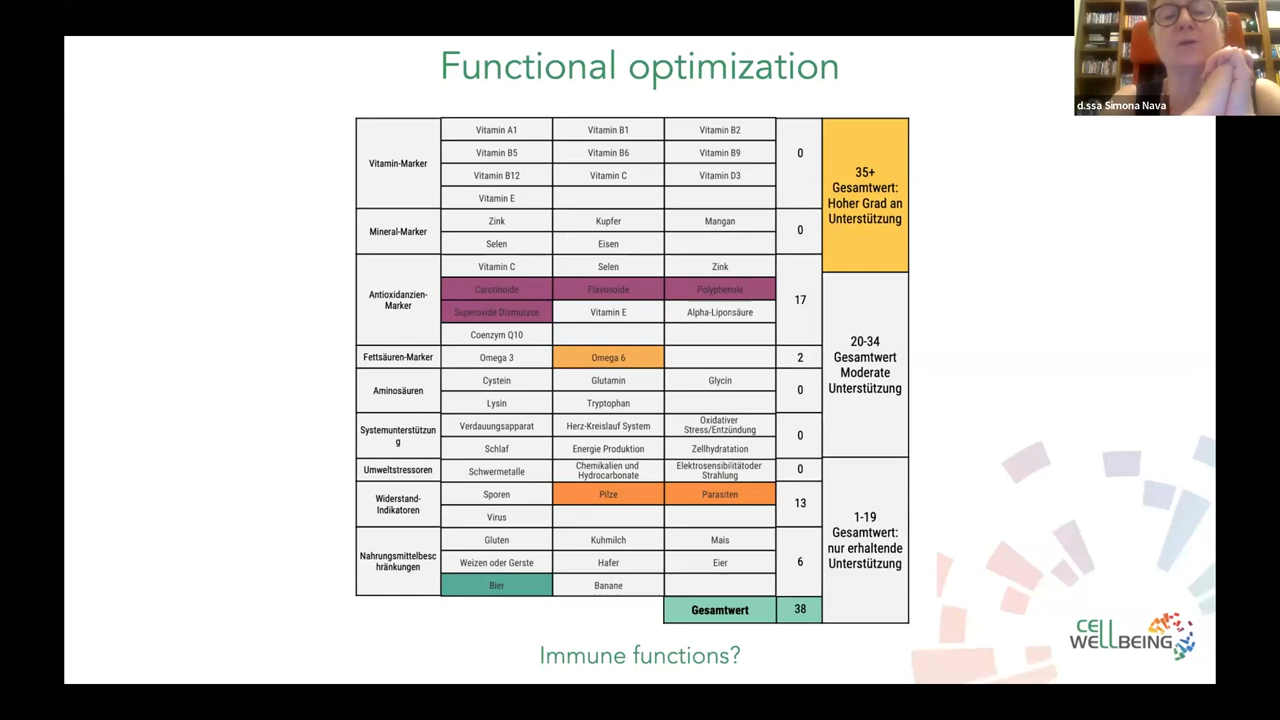 Functional optimization
d.ssa Simona Nava
Vitamin-Marker
Vitamin A1
Vitamin B1
Vitamin B2
Vitamin B5
Vitamin B6
Vitamin B9
Vitamin B12
Vitamin C
Vitamin D3
Vitamin E
0
Mineral-Marker
Zink
Kupfer
Mangan
Selen
Eisen
0
Antioxidanzien-
Marker
Vitamin C
Selen
Zink
Carotinoide
Flavonoide
Polyphenole
Superoxide Dismutase
Vitamin E
Alpha-Liponsäure
Coenzym Q10
17
Fettsäuren-Marker
Omega 3
Omega 6
2
Aminosäuren
Cystein
Glutamin
Glycin
Lysin
Tryptophan
0
Systemunterstützun
g
Verdauungsapparat
Herz-Kreislauf System
Oxidativer
Stress/Entzündung
Schlaf
Energie Produktion
Zellhydratation
0
Umweltstressoren
Schwermetalle
Chemikalien und
Hydrocarbonate
Elektrosensibilitätoder
Strahlung
0
Widerstand-
Indikatoren
Sporen
Pilze
Parasiten
Virus
13
Nahrungsmittelbesc
hränkungen
Gluten
Kuhmilch
Mais
Weizen oder Gerste
Hafer
Eier
Bier
Banane
6
Gesamtwert
38
35+
Gesamtwert:
Hoher Grad an
Unterstützung
20-34
Gesamtwert
Moderate
Unterstützung
1-19
Gesamtwert:
nur erhaltende
Unterstützung
Immune functions?
CELL
WELLBEING